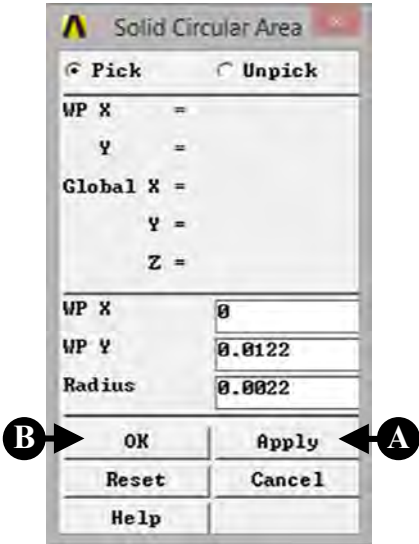 Solid Circular Area
Pick Unpick
WP X =
Y =
Global X =
Y =
Z =
WP X 0
WP Y 0.0122
Radius 0.0022
B OK Apply A
Reset Cancel
Help